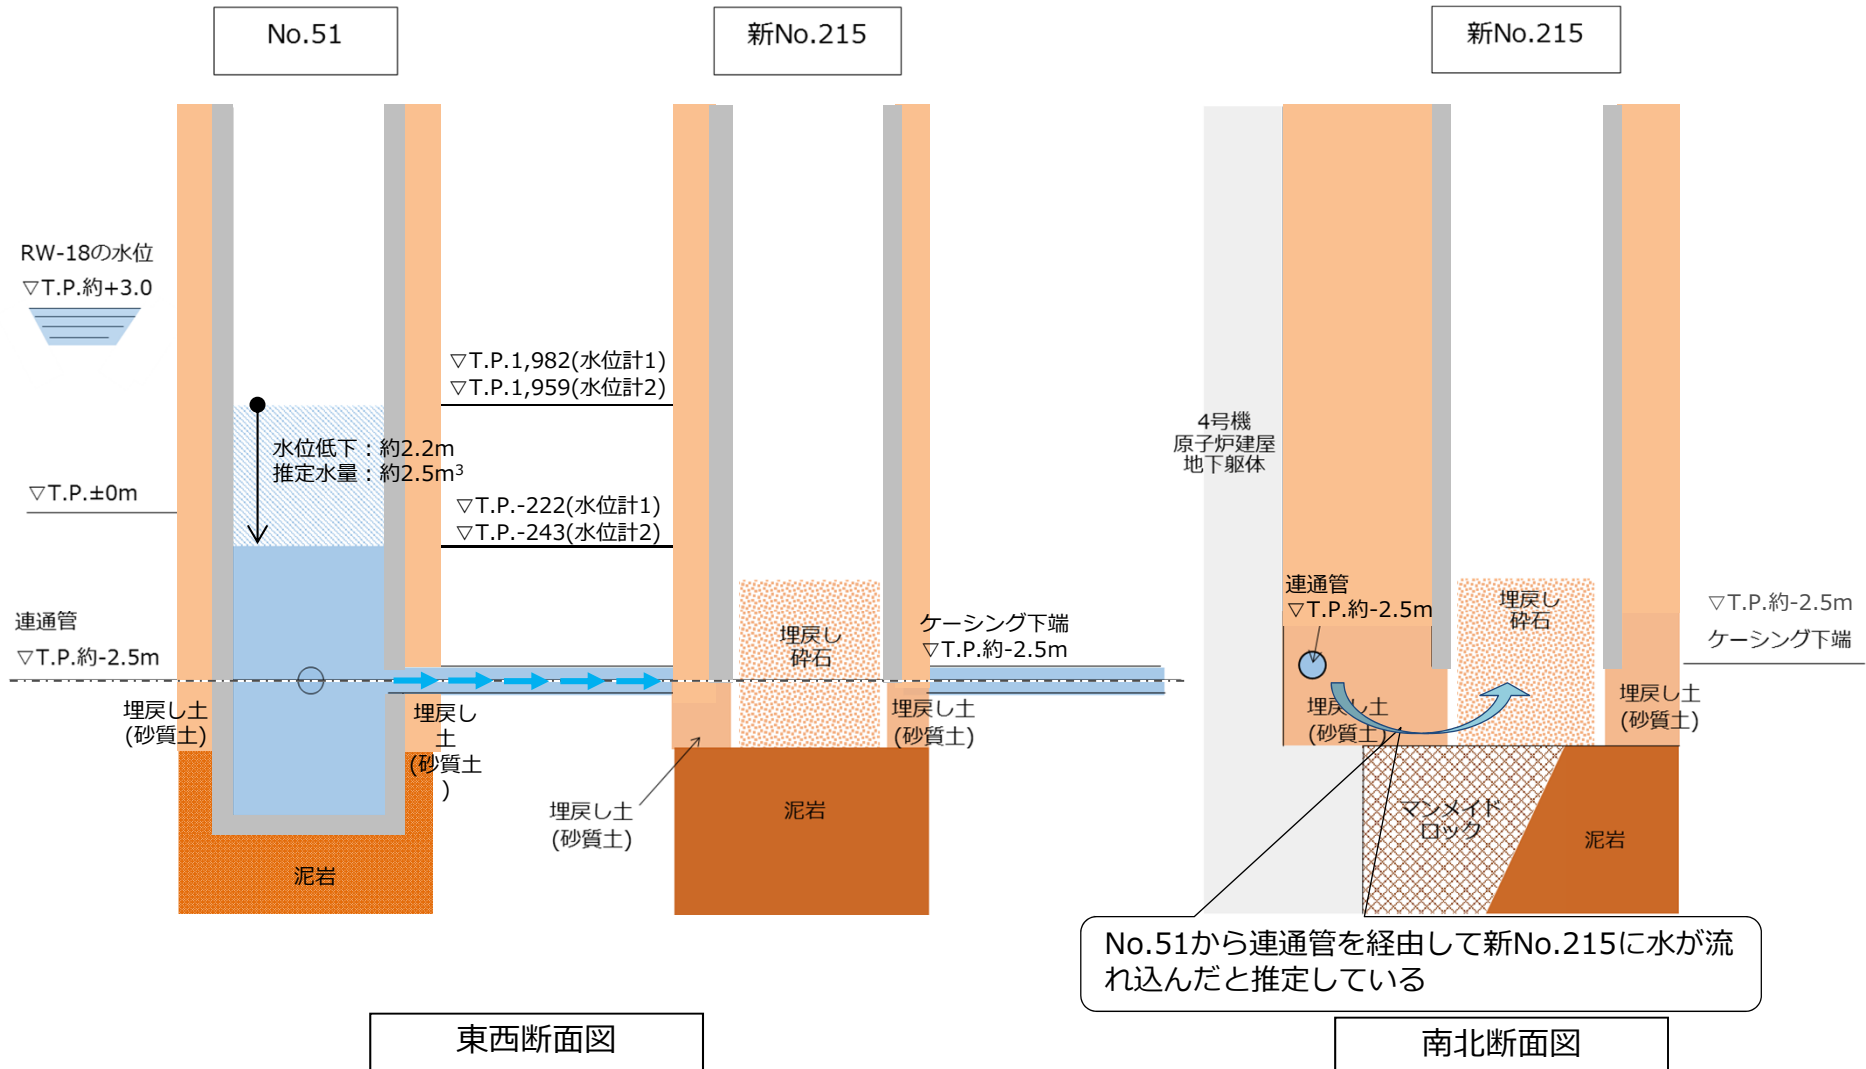 No.51
新No.215
新No.215
RW-18の水位
▽T.P.約+3.0
▽T.P.1,982(水位計1)
▽T.P.1,959(水位計2)
水位低下：約2.2m
推定水量：約2.5m³
▽T.P.±0m
▽T.P.-222(水位計1)
▽T.P.-243(水位計2)
4号機
原子炉建屋
地下躯体
連通管
▽T.P.約-2.5m
埋戻し
砕石
ケーシング下端
▽T.P.約-2.5m
連通管
▽T.P.約-2.5m
埋戻し
砕石
▽T.P.約-2.5m
ケーシング下端
埋戻し土
(砂質土)
埋戻し
土
(砂質土
)
埋戻し土
(砂質土)
埋戻し土
(砂質土)
埋戻し土
(砂質土)
埋戻し土
(砂質土)
泥岩
泥岩
マンメイド
ロック
泥岩
No.51から連通管を経由して新No.215に水が流
れ込んだと推定している
東西断面図
南北断面図